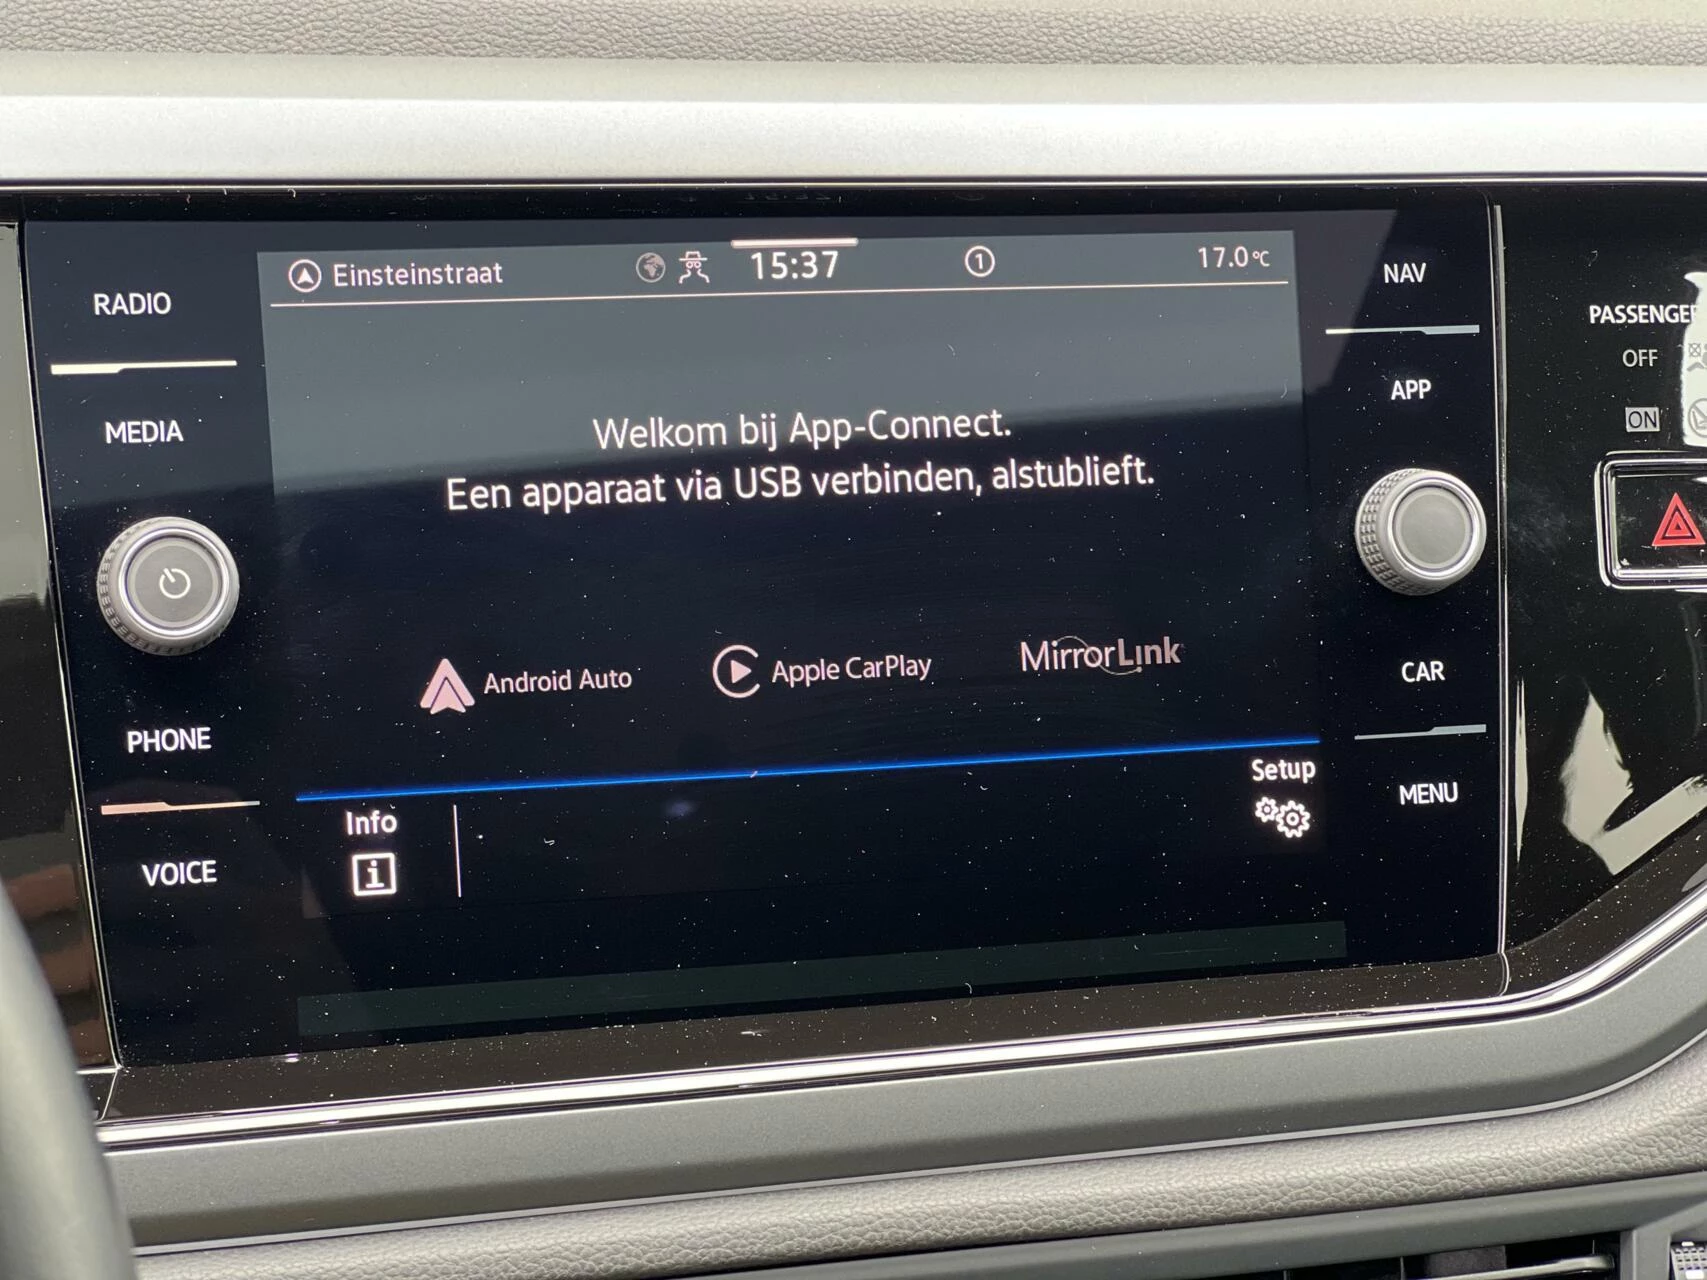 Einsteinstraat
15:37
1
17.0°C
RADIO
MEDIA
PHONE
VOICE
Welkom bij App-Connect.
Een apparaat via USB verbinden, alstublieft.
Android Auto
Apple CarPlay
MirrorLink
Info
i
Setup
NAV
APP
CAR
MENU
PASSENGER
OFF
ON